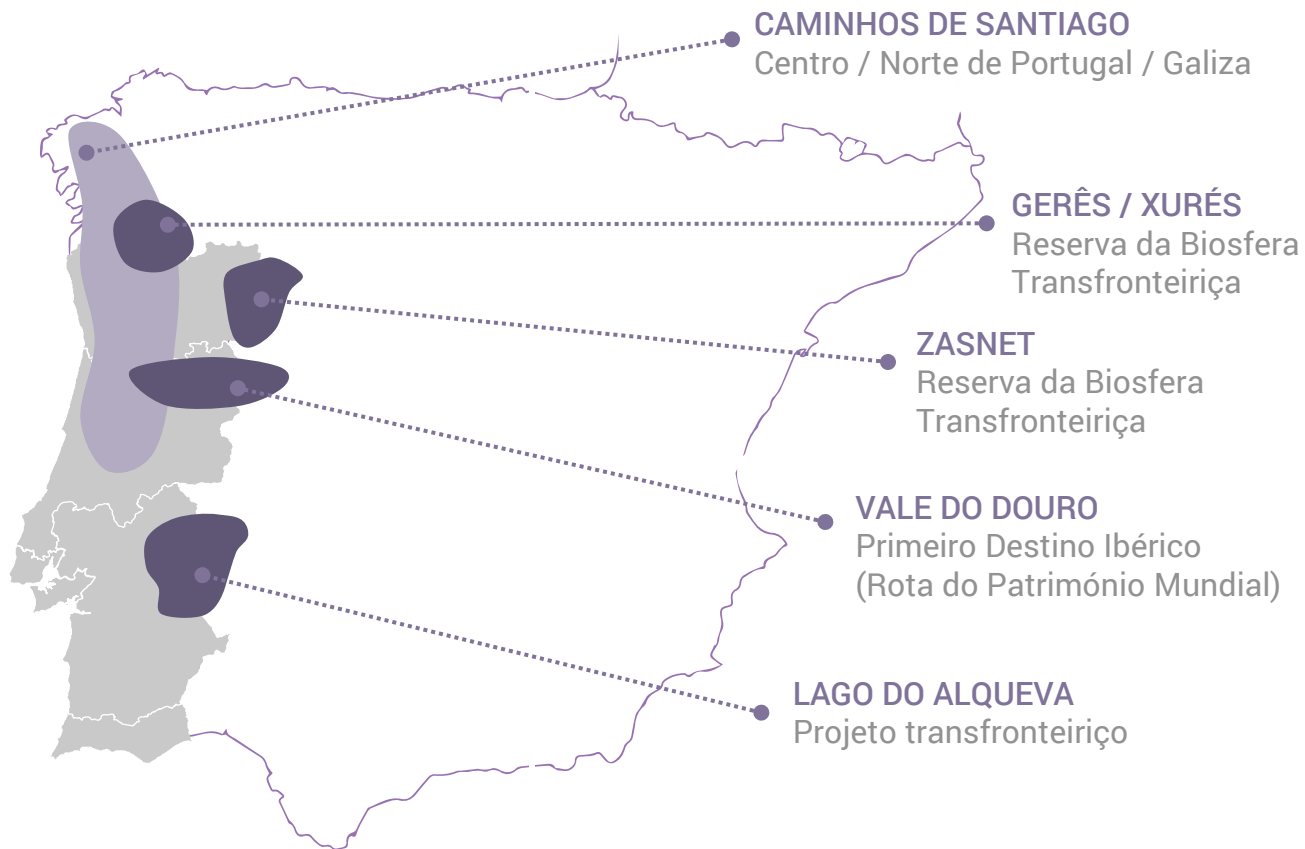 CAMINHOS DE SANTIAGO
Centro / Norte de Portugal / Galiza
GERÊS / XURÉS
Reserva da Biosfera
Transfronteiriça
ZASNET
Reserva da Biosfera
Transfronteiriça
VALE DO DOURO
Primeiro Destino Ibérico
(Rota do Património Mundial)
LAGO DO ALQUEVA
Projeto transfronteiriço